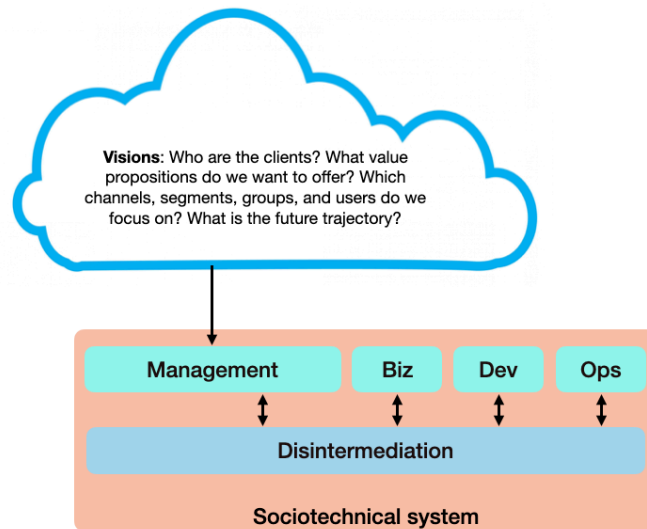 Visions: Who are the clients? What value
propositions do we want to offer? Which
channels, segments, groups, and users do we
focus on? What is the future trajectory?
Management Biz Dev Ops
Disintermediation
Sociotechnical system